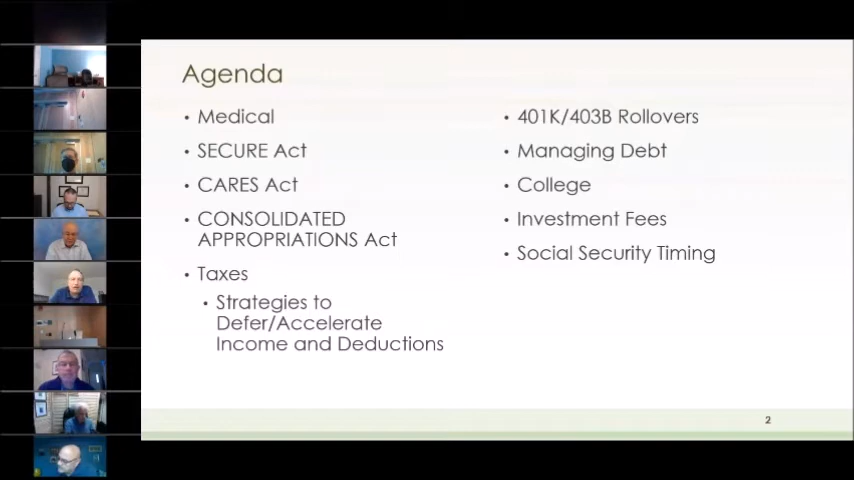 Agenda
• Medical
• SECURE Act
• CARES Act
• CONSOLIDATED
APPROPRIATIONS Act
• Taxes
• Strategies to
Defer/Accelerate
Income and Deductions
• 401K/403B Rollovers
• Managing Debt
• College
• Investment Fees
• Social Security Timing
2